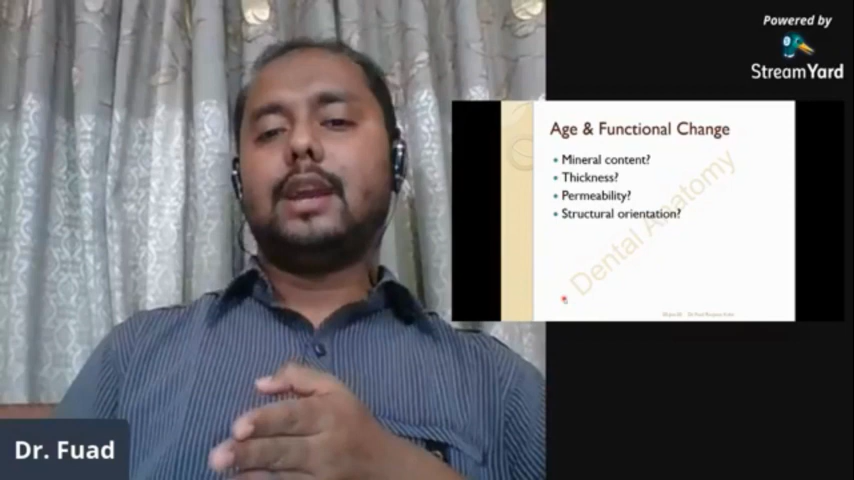 Powered by
StreamYard
Age & Functional Change
• Mineral content?
• Thickness?
• Permeability?
• Structural orientation?
Dental Anatomy
Dr. Fuad